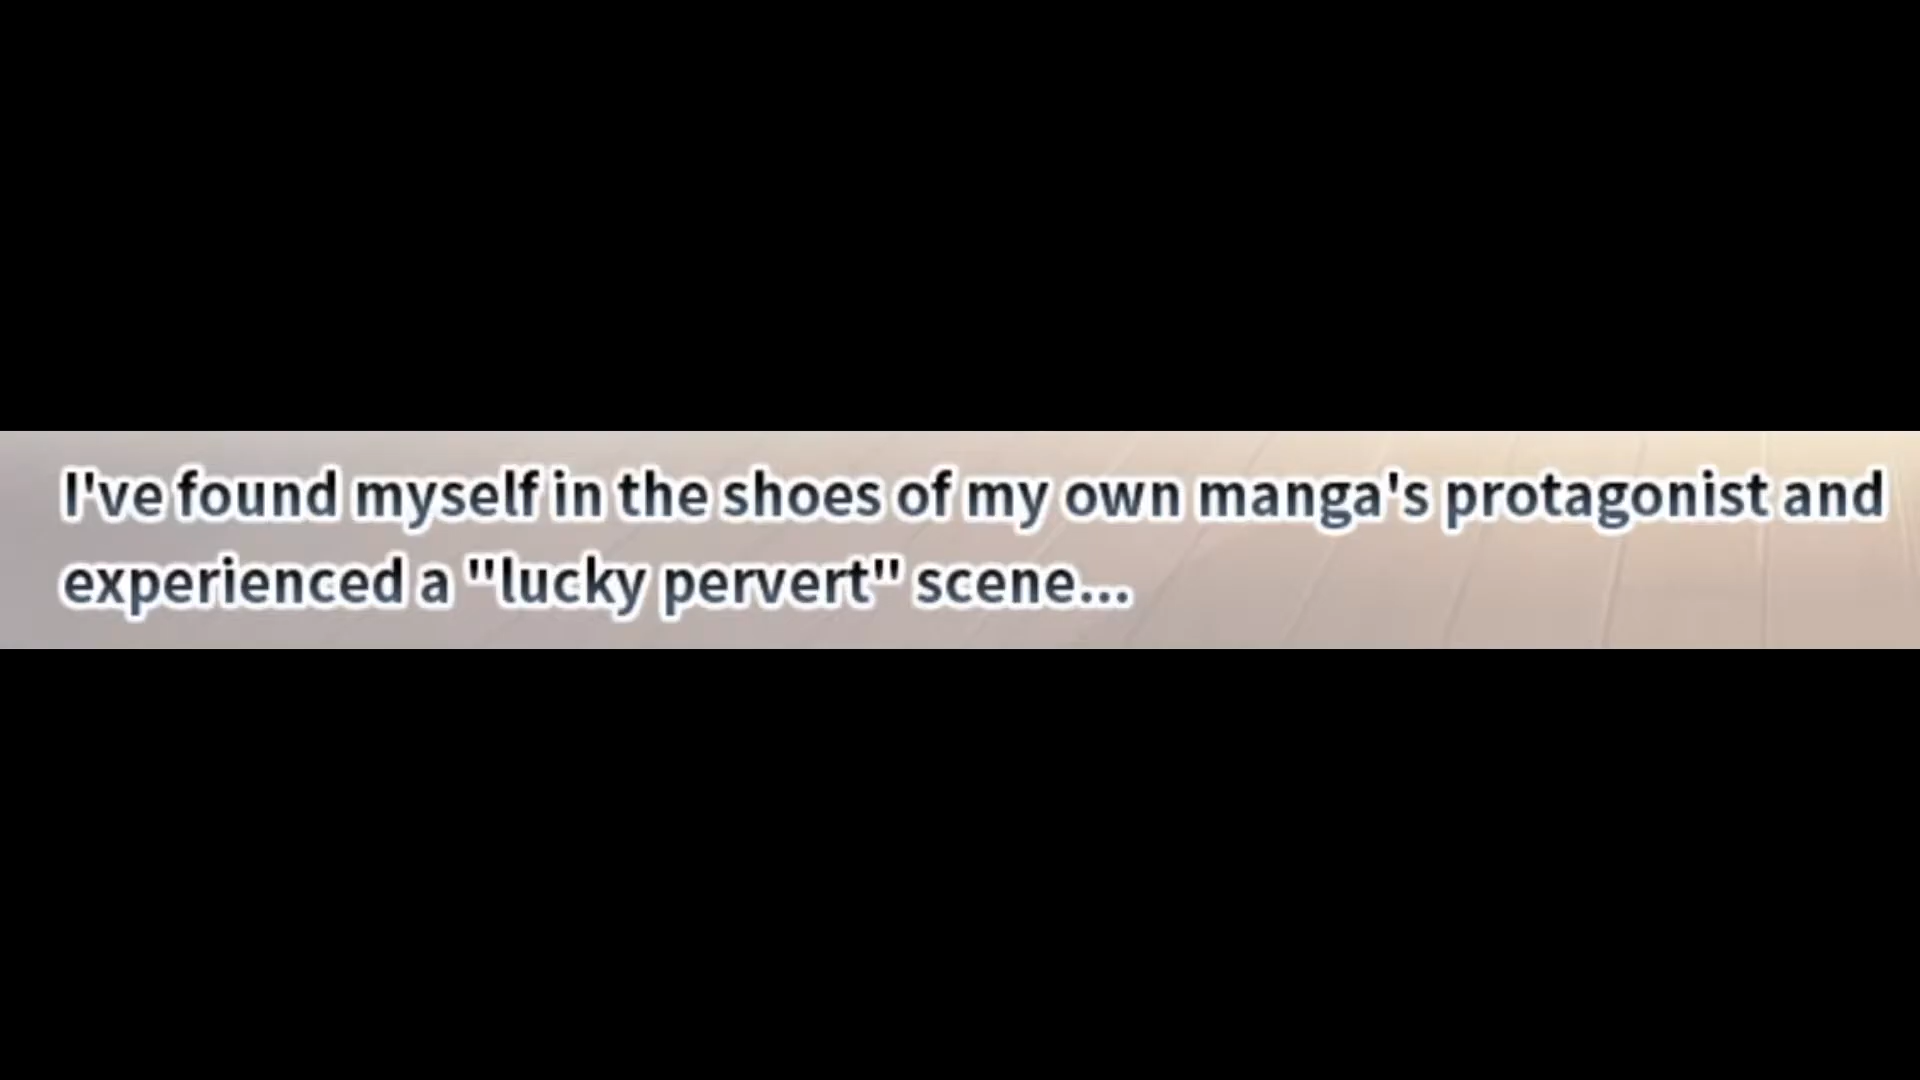 I've found myself in the shoes of my own manga's protagonist and
experienced a "lucky pervert" scene...